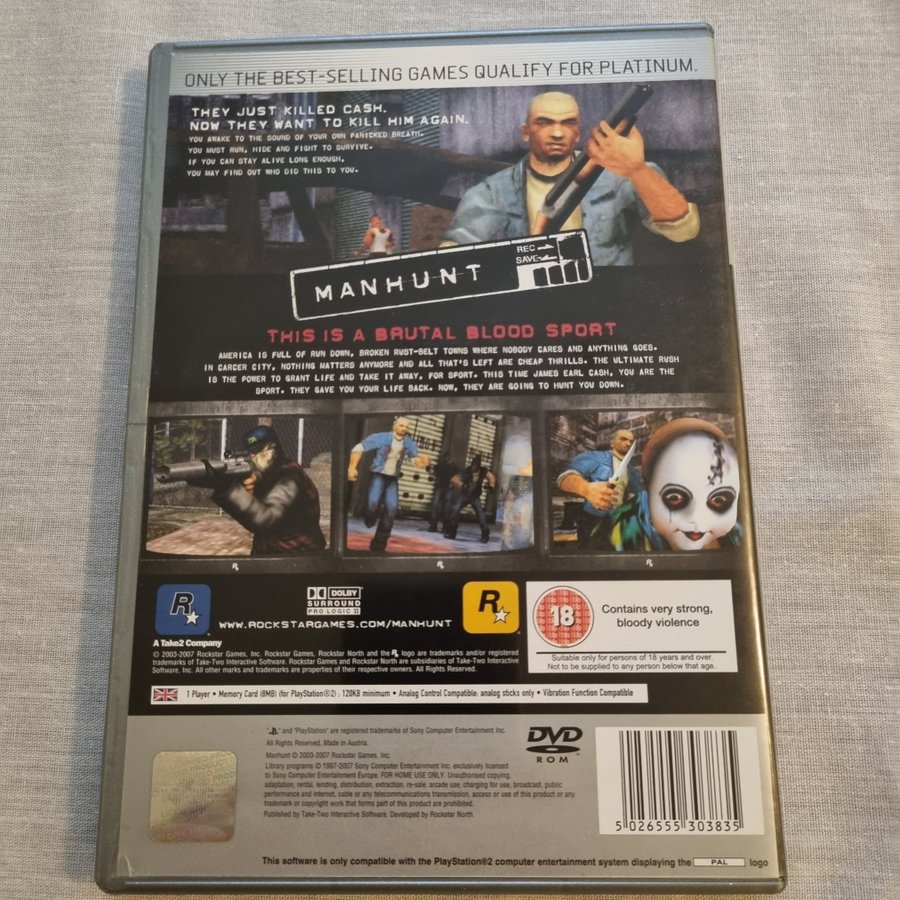 ONLY THE BEST-SELLING GAMES QUALIFY FOR PLATINUM.
THEY JUST KILLED CASH.
NOW THEY WANT TO KILL HIM AGAIN.
YOU AWAKE TO THE SOUND OF YOUR OWN PANICKED BREATH.
YOU MUST RUN, HIDE AND FIGHT TO SURVIVE.
IF YOU CAN STAY ALIVE LONG ENOUGH,
YOU MAY FIND OUT WHO DID THIS TO YOU.
MANHUNT
REC
SAVE
THIS IS A BRUTAL BLOOD SPORT
AMERICA IS FULL OF RUN DOWN, BROKEN RUST-BELT TOWNS WHERE NOBODY CARES AND ANYTHING GOES.
IN CARCER CITY, NOTHING MATTERS ANYMORE AND ALL THAT'S LEFT ARE CHEAP THRILLS. THE ULTIMATE RUSH
IS THE POWER TO GRANT LIFE AND TAKE IT AWAY, FOR SPORT. THIS TIME JAMES EARL CASH, YOU ARE THE
SPORT. THEY GAVE YOU YOUR LIFE BACK. NOW, THEY ARE GOING TO HUNT YOU DOWN.
R
DOLBY
SURROUND
PRO LOGIC II
WWW.ROCKSTARGAMES.COM/MANHUNT
R
18
Contains very strong,
bloody violence
Suitable only for persons of 18 years and over.
Not to be supplied to any person below that age.
A Take2 Company
© 2003-2007 Rockstar Games, Inc. Rockstar Games, Rockstar North and the R logo are trademarks and/or registered
trademarks of Take-Two Interactive Software. Rockstar Games and Rockstar North are subsidiaries of Take-Two Interactive
Software, Inc. All other marks and trademarks are properties of their respective owners. All Rights Reserved.
1 Player • Memory Card (8MB) (for PlayStation®2) : 120KB minimum • Analog Control Compatible: analog sticks only • Vibration Function Compatible
" " and "PlayStation" are registered trademarks of Sony Computer Entertainment Inc.
All Rights Reserved. Made in Austria.
Manhunt © 2003-2007 Rockstar Games, Inc.
Library programs © 1997-2007 Sony Computer Entertainment Inc. exclusively licensed
to Sony Computer Entertainment Europe. FOR HOME USE ONLY. Unauthorised copying,
adaptation, rental, lending, distribution, extraction, re-sale, arcade use, charging for use, broadcast, public
performance and internet, cable or any telecommunications transmission, access or use of this product or any
trademark or copyright work that forms part of this product are prohibited.
Published by Take-Two Interactive Software. Developed by Rockstar North.
DVD
ROM
5 026555 303835
This software is only compatible with the PlayStation®2 computer entertainment system displaying the PAL logo